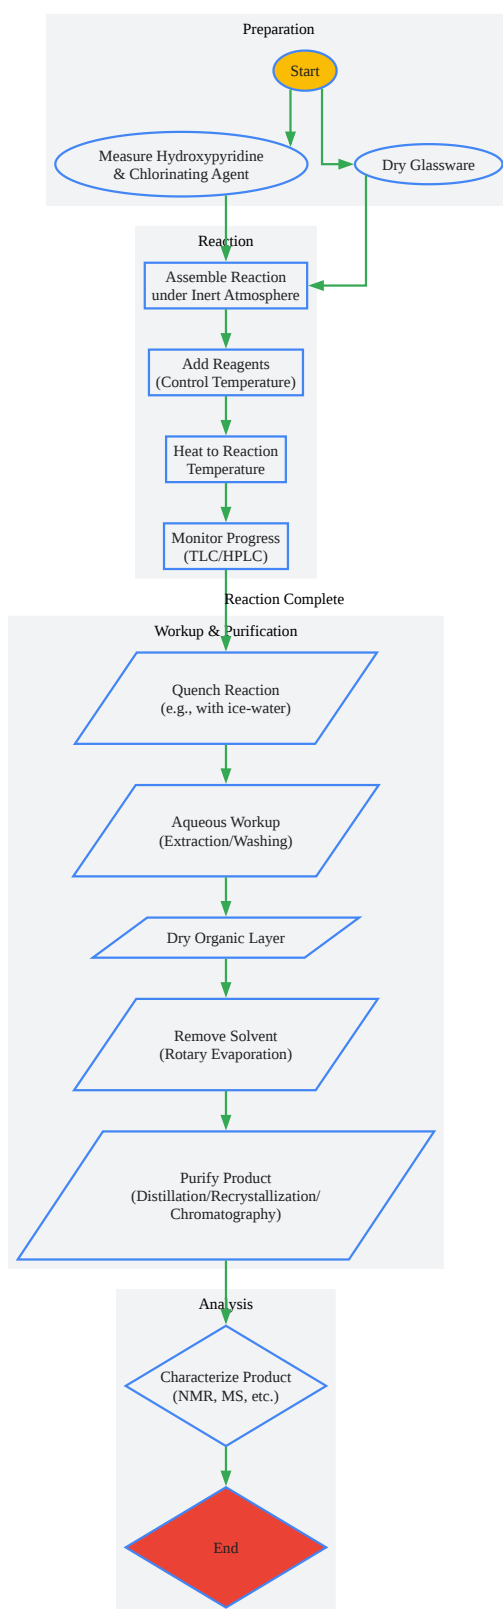 Preparation
Start
Measure Hydroxypyridine
& Chlorinating Agent
Dry Glassware
Reaction
Assemble Reaction
under Inert Atmosphere
Add Reagents
(Control Temperature)
Heat to Reaction
Temperature
Monitor Progress
(TLC/HPLC)
Reaction Complete
Workup & Purification
Quench Reaction
(e.g., with ice-water)
Aqueous Workup
(Extraction/Washing)
Dry Organic Layer
Remove Solvent
(Rotary Evaporation)
Purify Product
(Distillation/Recrystallization/
Chromatography)
Analysis
Characterize Product
(NMR, MS, etc.)
End